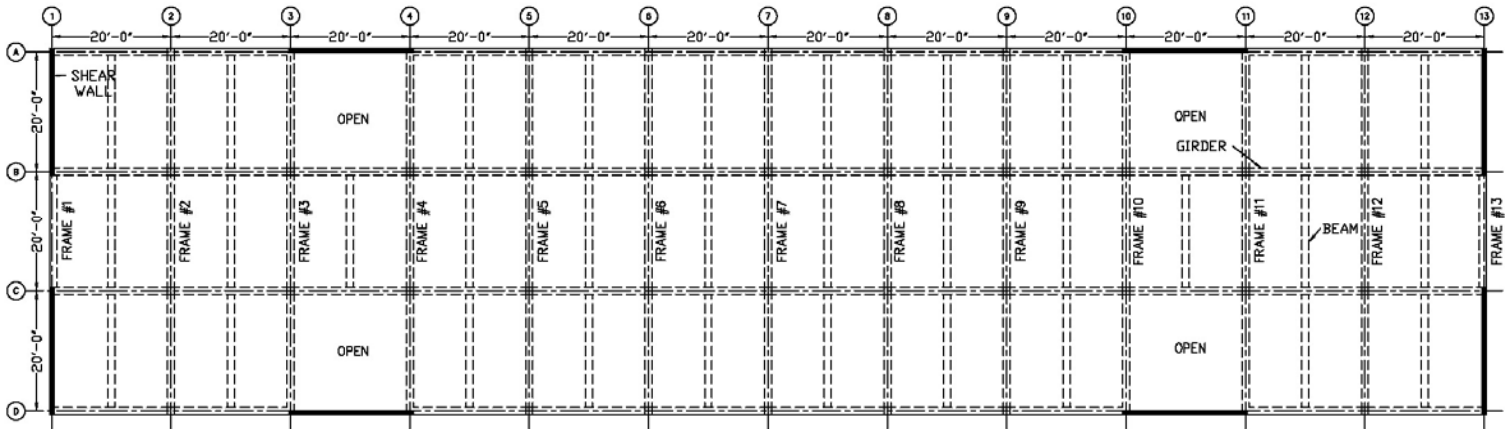 1 2 3 4 5 6 7 8 9 10 11 12 13
20'-0" 20'-0" 20'-0" 20'-0" 20'-0" 20'-0" 20'-0" 20'-0" 20'-0" 20'-0" 20'-0" 20'-0"
A
SHEAR
WALL
20'-0"
OPEN
OPEN
GIRDER
B
FRAME #1 FRAME #2 FRAME #3 FRAME #4 FRAME #5 FRAME #6 FRAME #7 FRAME #8 FRAME #9 FRAME #10 FRAME #11 FRAME #12 FRAME #13
20'-0"
BEAM
C
20'-0"
OPEN
OPEN
D